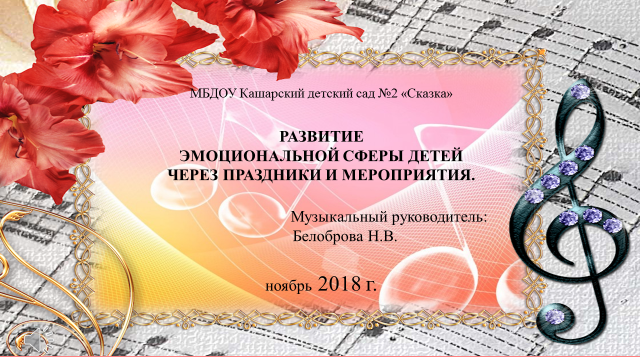 МБДОУ Кашарский детский сад №2 «Сказка»
РАЗВИТИЕ
ЭМОЦИОНАЛЬНОЙ СФЕРЫ ДЕТЕЙ
ЧЕРЕЗ ПРАЗДНИКИ И МЕРОПРИЯТИЯ.
Музыкальный руководитель:
Белоброва Н.В.
ноябрь 2018 г.